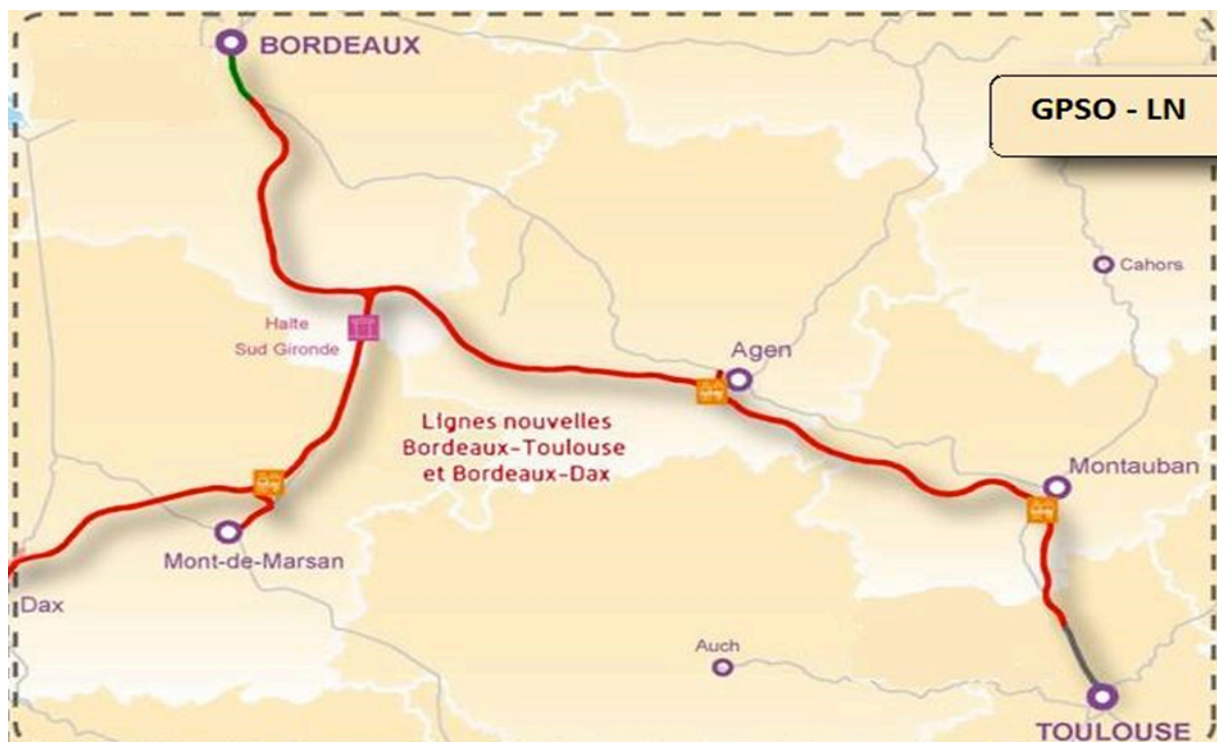 BORDEAUX
GPSO - LN
Cahors
Halte
Sud Gironde
Agen
Lignes nouvelles
Bordeaux-Toulouse
et Bordeaux-Dax
Montauban
Mont-de-Marsan
Dax
Auch
TOULOUSE